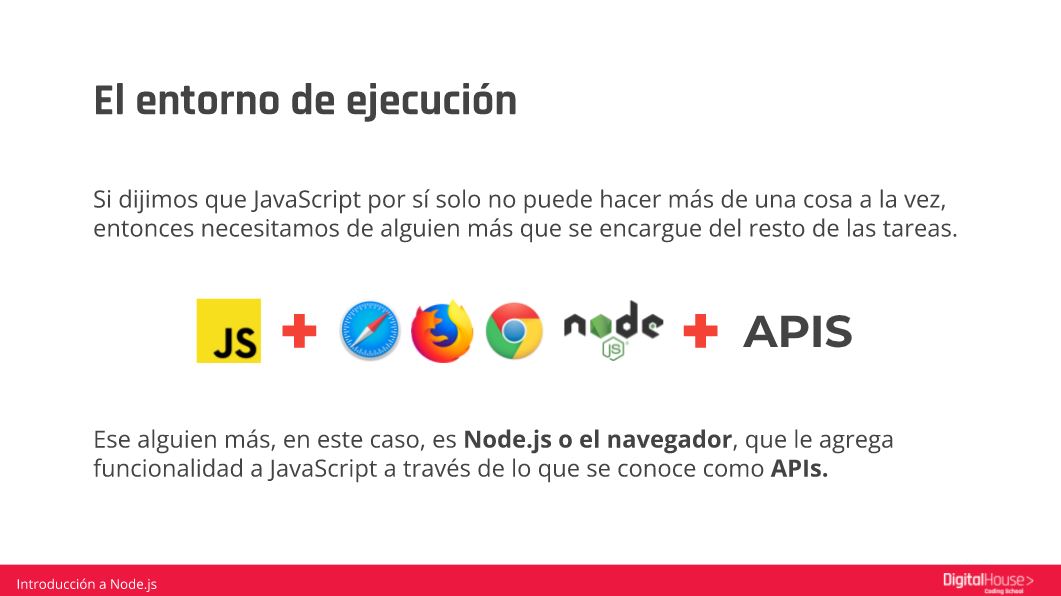 El entorno de ejecución
Si dijimos que JavaScript por sí solo no puede hacer más de una cosa a la vez,
entonces necesitamos de alguien más que se encargue del resto de las tareas.
JS + node JS + APIS
Ese alguien más, en este caso, es Node.js o el navegador, que le agrega
funcionalidad a JavaScript a través de lo que se conoce como APIs.
Introducción a Node.js
DigitalHouse>
Coding School